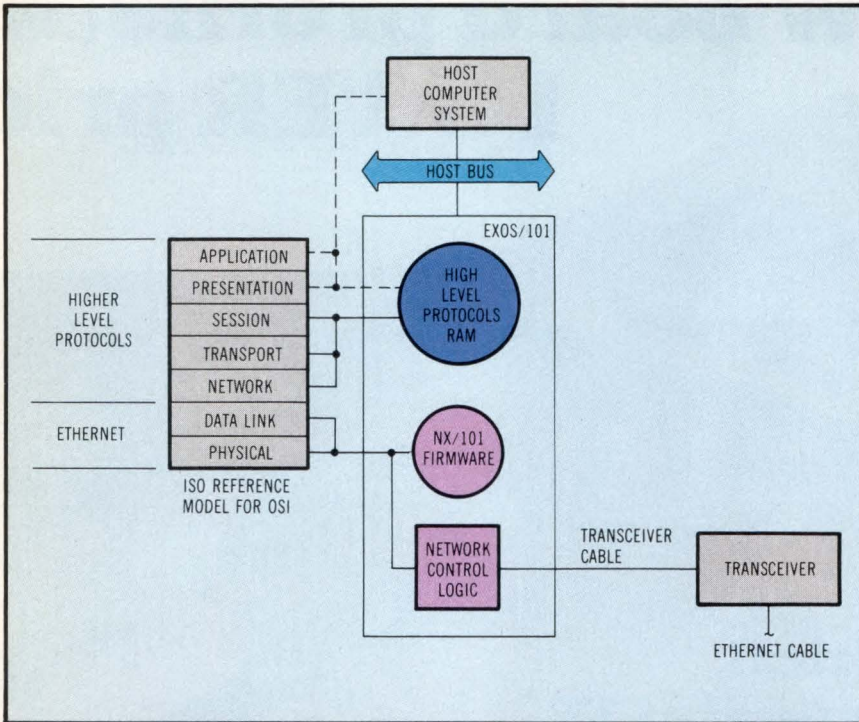 HOST
COMPUTER
SYSTEM
HOST BUS
EXOS/101
HIGH
LEVEL
PROTOCOLS
RAM
APPLICATION
PRESENTATION
SESSION
TRANSPORT
NETWORK
DATA LINK
PHYSICAL
HIGHER
LEVEL
PROTOCOLS
ETHERNET
ISO REFERENCE
MODEL FOR OSI
NX/101
FIRMWARE
NETWORK
CONTROL
LOGIC
TRANSCEIVER
CABLE
TRANSCEIVER
ETHERNET CABLE